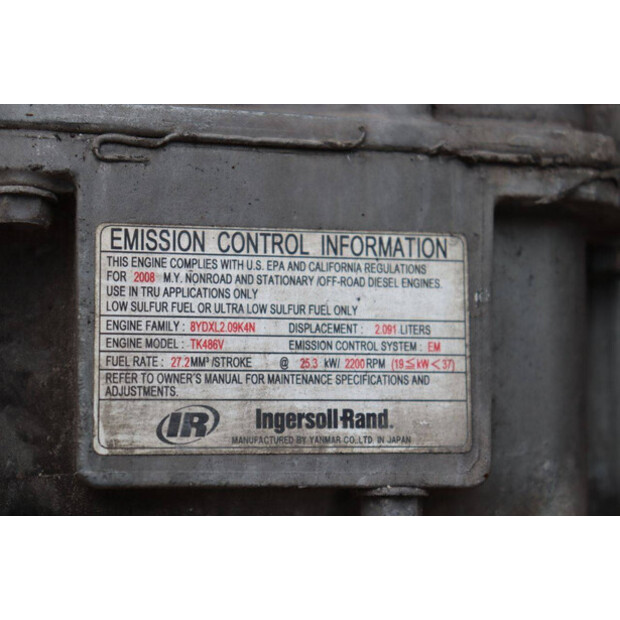 EMISSION CONTROL INFORMATION
THIS ENGINE COMPLIES WITH U.S. EPA AND CALIFORNIA REGULATIONS
FOR 2008 M.Y. NONROAD AND STATIONARY /OFF-ROAD DIESEL ENGINES.
USE IN TRU APPLICATIONS ONLY
LOW SULFUR FUEL OR ULTRA LOW SULFUR FUEL ONLY
ENGINE FAMILY : 8YDXL2.09K4N DISPLACEMENT : 2.091 LITERS
ENGINE MODEL : TK486V EMISSION CONTROL SYSTEM : EM
FUEL RATE : 27.2MM³/STROKE @ 25.3 kW/ 2200 RPM (19≦kW<37)
REFER TO OWNER'S MANUAL FOR MAINTENANCE SPECIFICATIONS AND
ADJUSTMENTS.
IR Ingersoll-Rand.
MANUFACTURED BY YANMAR CO.,LTD. IN JAPAN